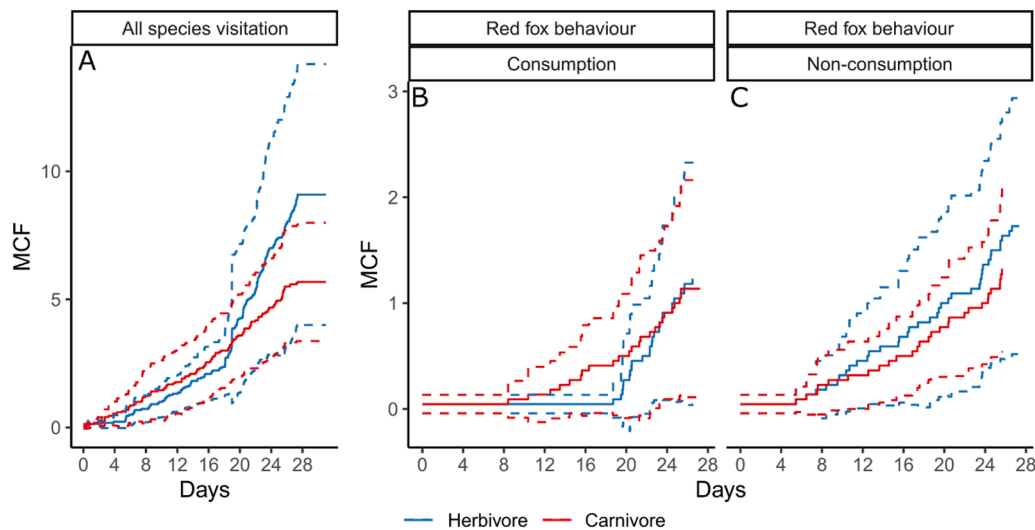 All species visitation
A
MCF
10
5
0
0 4 8 12 16 20 24 28
Days
Red fox behaviour
Consumption
B
MCF
3
2
1
0
0 4 8 12 16 20 24 28
Red fox behaviour
Non-consumption
C
0 4 8 12 16 20 24 28
Days
Herbivore Carnivore